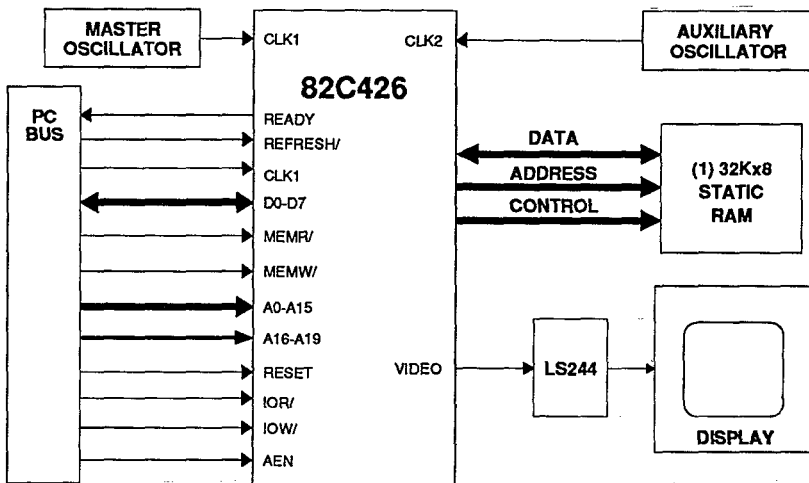 MASTER
OSCILLATOR
CLK1
CLK2
AUXILIARY
OSCILLATOR
82C426
PC
BUS
READY
REFRESH/
CLK1
D0-D7
MEMR/
MEMW/
A0-A15
A16-A19
RESET
IOR/
IOW/
AEN
DATA
ADDRESS
CONTROL
(1) 32Kx8
STATIC
RAM
VIDEO
LS244
DISPLAY